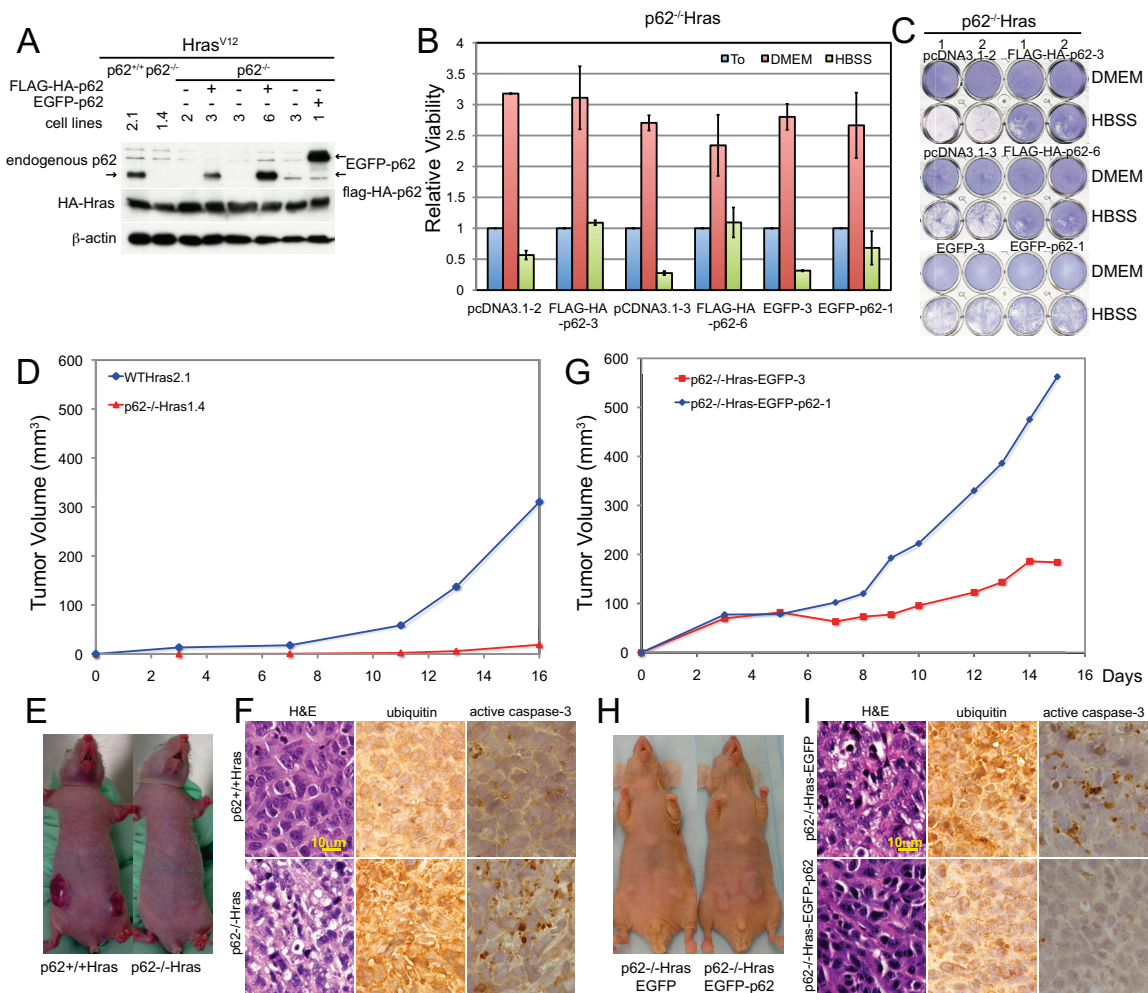 A
Hras^V12
p62+/+ p62-/- p62-/-
FLAG-HA-p62 - + - + - -
EGFP-p62 - - - - - +
cell lines 2.1 1.4 2 3 3 6 3 1
endogenous p62
EGFP-p62
flag-HA-p62
HA-Hras
β-actin
B
p62-/-Hras
To DMEM HBSS
Relative Viability
4
3.5
3
2.5
2
1.5
1
0.5
0
pcDNA3.1-2
FLAG-HA-p62-3
pCDNA3.1-3
FLAG-HA-p62-6
EGFP-3
EGFP-p62-1
C
p62-/-Hras
1 2 1 2
pcDNA3.1-2 FLAG-HA-p62-3
DMEM
HBSS
pcDNA3.1-3 FLAG-HA-p62-6
DMEM
HBSS
EGFP-3 EGFP-p62-1
DMEM
HBSS
D
WTHras2.1
p62-/-Hras1.4
Tumor Volume (mm³)
600
500
400
300
200
100
0
0 2 4 6 8 10 12 14 16
G
p62-/-Hras-EGFP-3
p62-/-Hras-EGFP-p62-1
Tumor Volume (mm³)
600
500
400
300
200
100
0
0 2 4 6 8 10 12 14 16 Days
E
p62+/+Hras p62-/-Hras
F
H&E ubiquitin active caspase-3
p62+/+Hras
10µm
p62-/-Hras
H
p62-/-Hras EGFP
p62-/-Hras EGFP-p62
I
H&E ubiquitin active caspase-3
p62-/-Hras-EGFP
10µm
p62-/-Hras-EGFP-p62